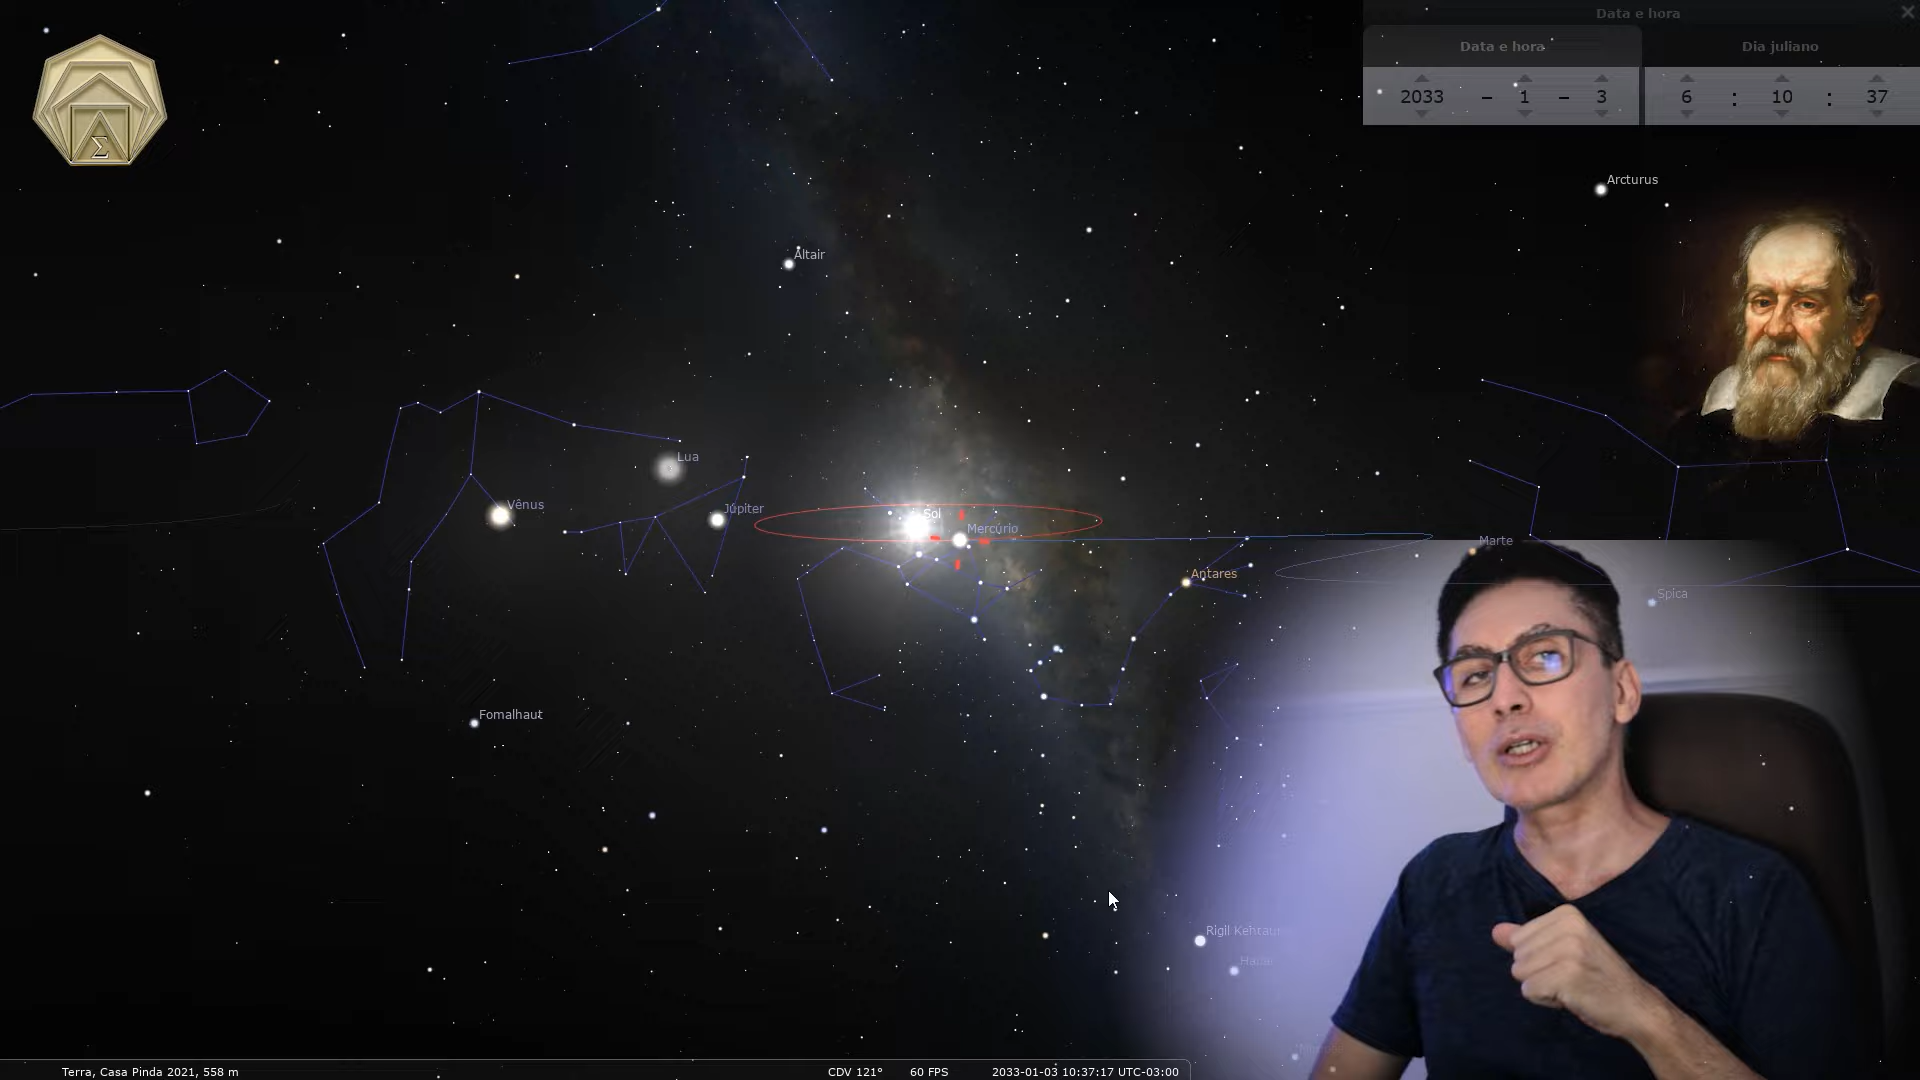 Data e hora
Data e hora
Dia juliano
2033 - 1 - 3
6 : 10 : 37
Σ
Arcturus
Altair
Lua
Vênus
Júpiter
Sol
Mercúrio
Marte
Antares
Spica
Fomalhaut
Rigil Kentaur
Hadar
Terra, Casa Pinda 2021, 558 m
CDV 121°
60 FPS
2033-01-03 10:37:17 UTC-03:00